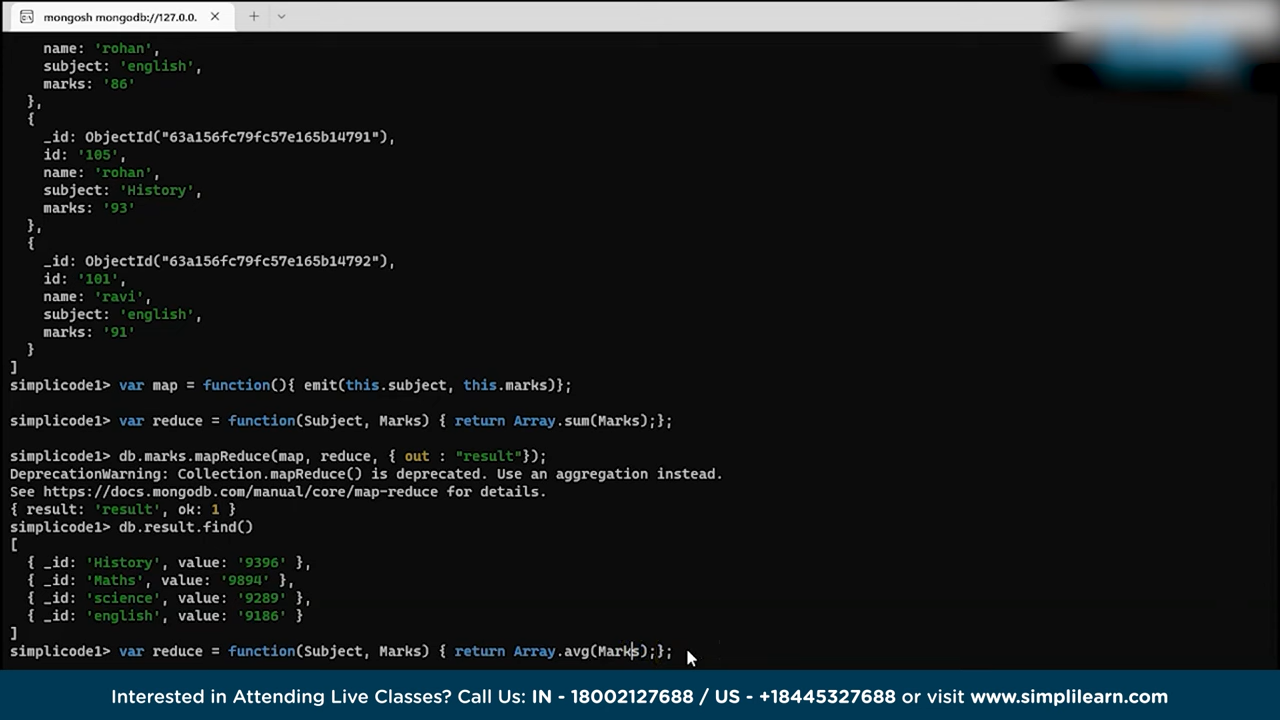 mongosh mongodb://127.0.0.
name: 'rohan',
subject: 'english',
marks: '86'
},
{
_id: ObjectId("63a156fc79fc57e165b14791"),
id: '105',
name: 'rohan',
subject: 'History',
marks: '93'
},
{
_id: ObjectId("63a156fc79fc57e165b14792"),
id: '101',
name: 'ravi',
subject: 'english',
marks: '91'
}
]
simplicode1> var map = function(){ emit(this.subject, this.marks)};
simplicode1> var reduce = function(Subject, Marks) { return Array.sum(Marks);};
simplicode1> db.marks.mapReduce(map, reduce, { out : "result"});
DeprecationWarning: Collection.mapReduce() is deprecated. Use an aggregation instead.
See https://docs.mongodb.com/manual/core/map-reduce for details.
{ result: 'result', ok: 1 }
simplicode1> db.result.find()
[
{ _id: 'History', value: '9396' },
{ _id: 'Maths', value: '9894' },
{ _id: 'science', value: '9289' },
{ _id: 'english', value: '9186' }
]
simplicode1> var reduce = function(Subject, Marks) { return Array.avg(Marks);};
Interested in Attending Live Classes? Call Us: IN - 18002127688 / US - +18445327688 or visit www.simplilearn.com